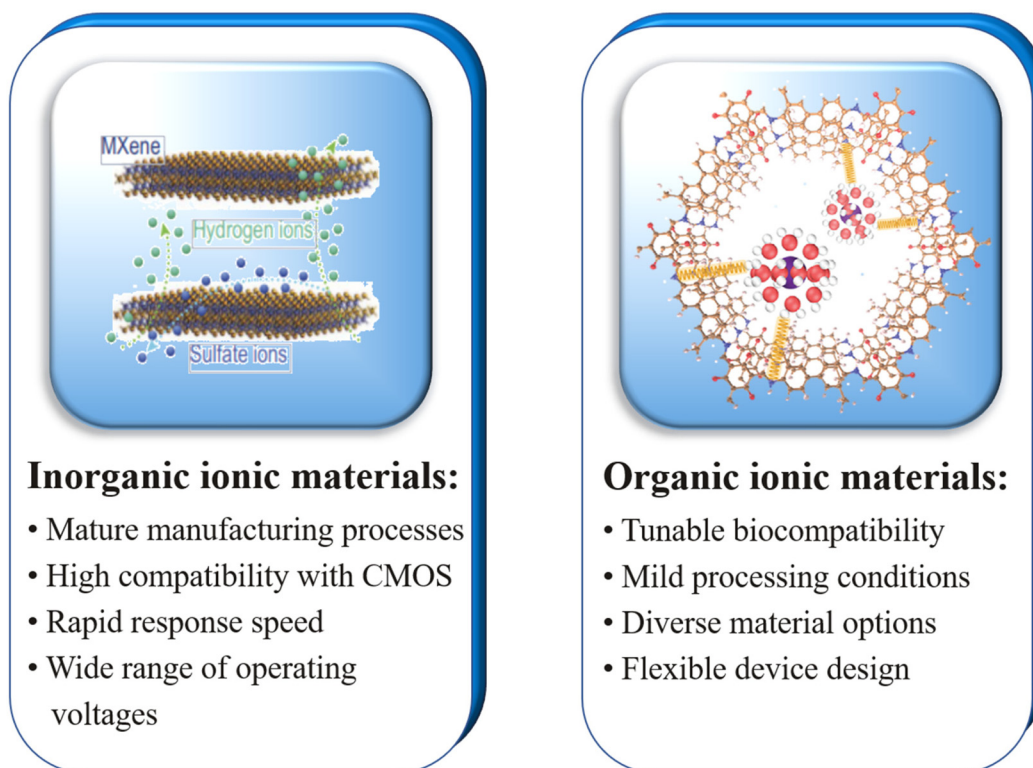 MXene
Hydrogen ions
Sulfate ions
Inorganic ionic materials:
• Mature manufacturing processes
• High compatibility with CMOS
• Rapid response speed
• Wide range of operating
voltages
Organic ionic materials:
• Tunable biocompatibility
• Mild processing conditions
• Diverse material options
• Flexible device design